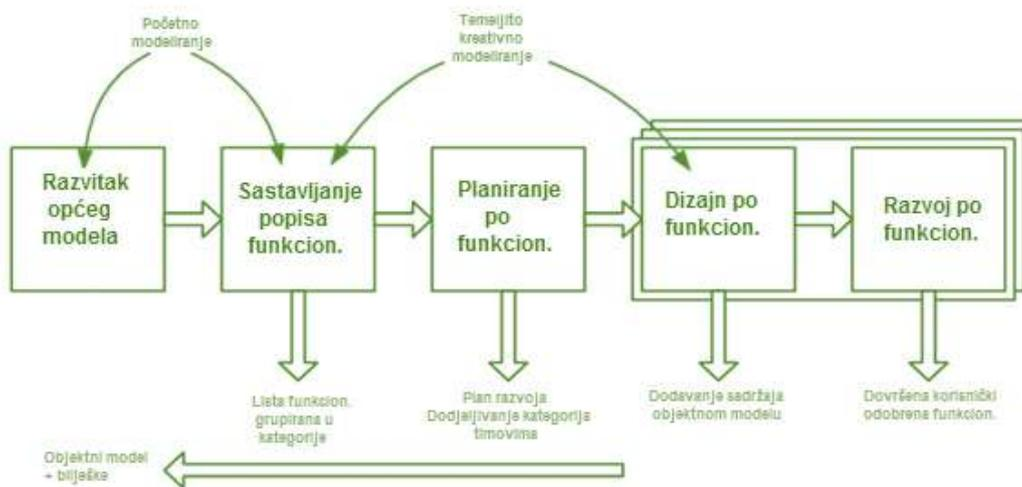 Početno
modeliranje
Temeljito
kreativno
modeliranje
Razvitak
općeg
modela
Sastavljanje
popisa
funkcion.
Planiranje
po
funkcion.
Dizajn po
funkcion.
Razvoj po
funkcion.
Lista funkcion.
grupirana u
kategorije
Plan razvoja
Dodjeljivanje kategorija
timovima
Dodavanje sadržaja
objektnom modelu
Dovršena korisnički
odobrena funkcion.
Objektni model
+ bilješke